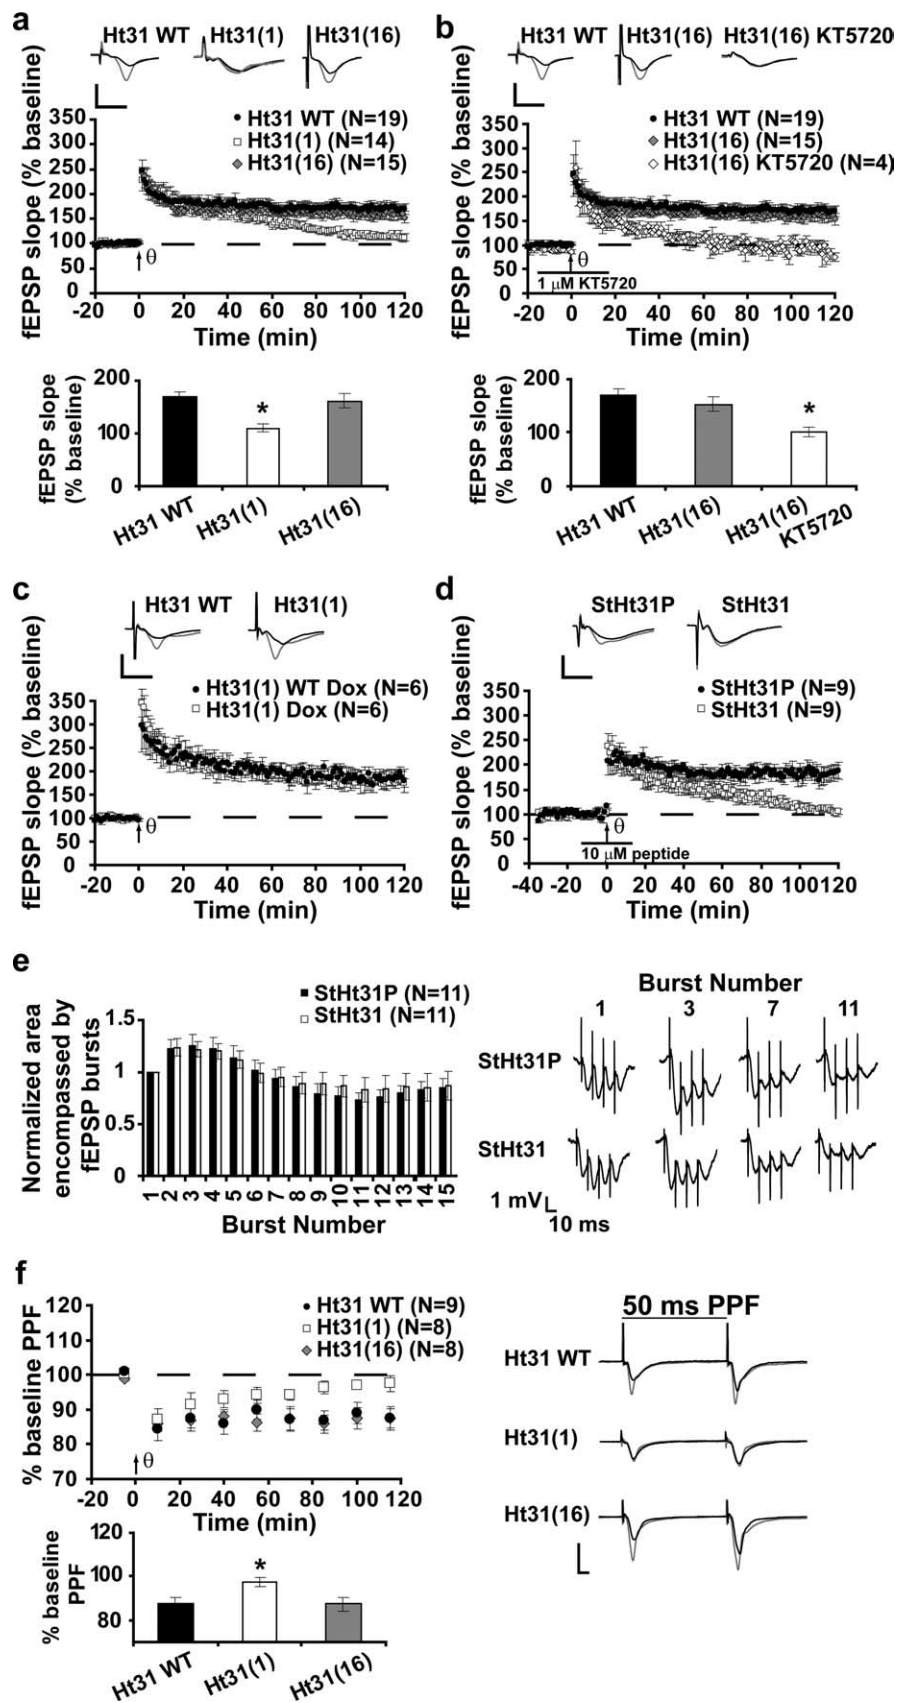 a
Ht31 WT Ht31(1) Ht31(16)
fEPSP slope (% baseline)
350
300
250
200
150
100
50
0
● Ht31 WT (N=19)
□ Ht31(1) (N=14)
◆ Ht31(16) (N=15)
θ
-20 0 20 40 60 80 100 120
Time (min)
fEPSP slope
(% baseline)
200
100
0
*
Ht31 WT Ht31(1) Ht31(16)
b
Ht31 WT Ht31(16) Ht31(16) KT5720
fEPSP slope (% baseline)
350
300
250
200
150
100
50
0
● Ht31 WT (N=19)
◆ Ht31(16) (N=15)
◇ Ht31(16) KT5720 (N=4)
θ
1 μM KT5720
-20 0 20 40 60 80 100 120
Time (min)
fEPSP slope
(% baseline)
200
100
0
*
Ht31 WT Ht31(16) Ht31(16)
KT5720
c
Ht31 WT Ht31(1)
fEPSP slope (% baseline)
350
300
250
200
150
100
50
0
● Ht31(1) WT Dox (N=6)
□ Ht31(1) Dox (N=6)
θ
-20 0 20 40 60 80 100 120
Time (min)
d
StHt31P StHt31
fEPSP slope (% baseline)
350
300
250
200
150
100
50
0
● StHt31P (N=9)
□ StHt31 (N=9)
θ
10 μM peptide
-40 -20 0 20 40 60 80 100 120
Time (min)
e
Normalized area
encompassed by
fEPSP bursts
1.5
1
0.5
0
■ StHt31P (N=11)
□ StHt31 (N=11)
1 2 3 4 5 6 7 8 9 10 11 12 13 14 15
Burst Number
Burst Number
1 3 7 11
StHt31P
StHt31
1 mV
10 ms
f
% baseline PPF
120
110
100
90
80
70
● Ht31 WT (N=9)
□ Ht31(1) (N=8)
◆ Ht31(16) (N=8)
θ
-20 0 20 40 60 80 100 120
Time (min)
% baseline
PPF
100
80
*
Ht31 WT Ht31(1) Ht31(16)
50 ms PPF
Ht31 WT
Ht31(1)
Ht31(16)